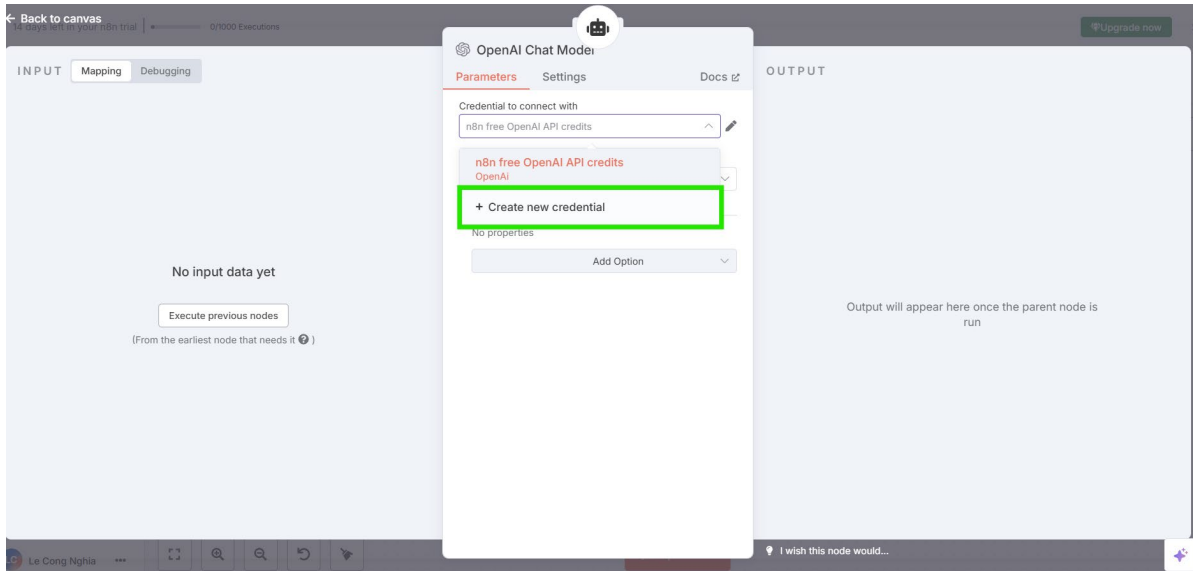 Back to canvas
14 days left in your n8n trial
0/1000 Executions
Upgrade now
INPUT
Mapping
Debugging
No input data yet
Execute previous nodes
(From the earliest node that needs it ? )
OpenAI Chat Model
Parameters
Settings
Docs
Credential to connect with
n8n free OpenAI API credits
n8n free OpenAI API credits
OpenAi
+ Create new credential
No properties
Add Option
OUTPUT
Output will appear here once the parent node is
run
Le Cong Nghia
I wish this node would...